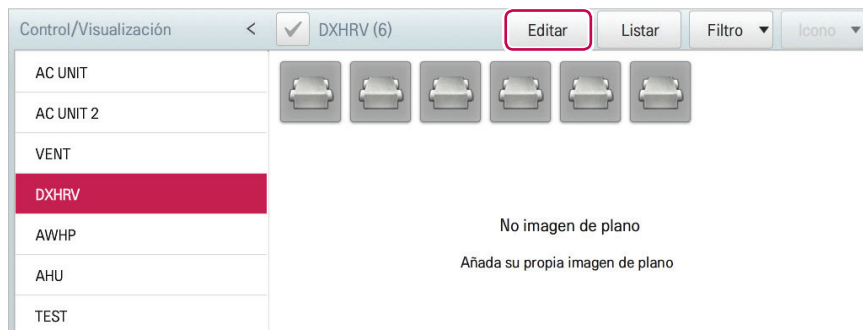 Control/Visualización < DXHRV (6) Editar Listar Filtro Icono
AC UNIT
AC UNIT 2
VENT
DXHRV
AWHP
AHU
TEST
No imagen de plano
Añada su propia imagen de plano